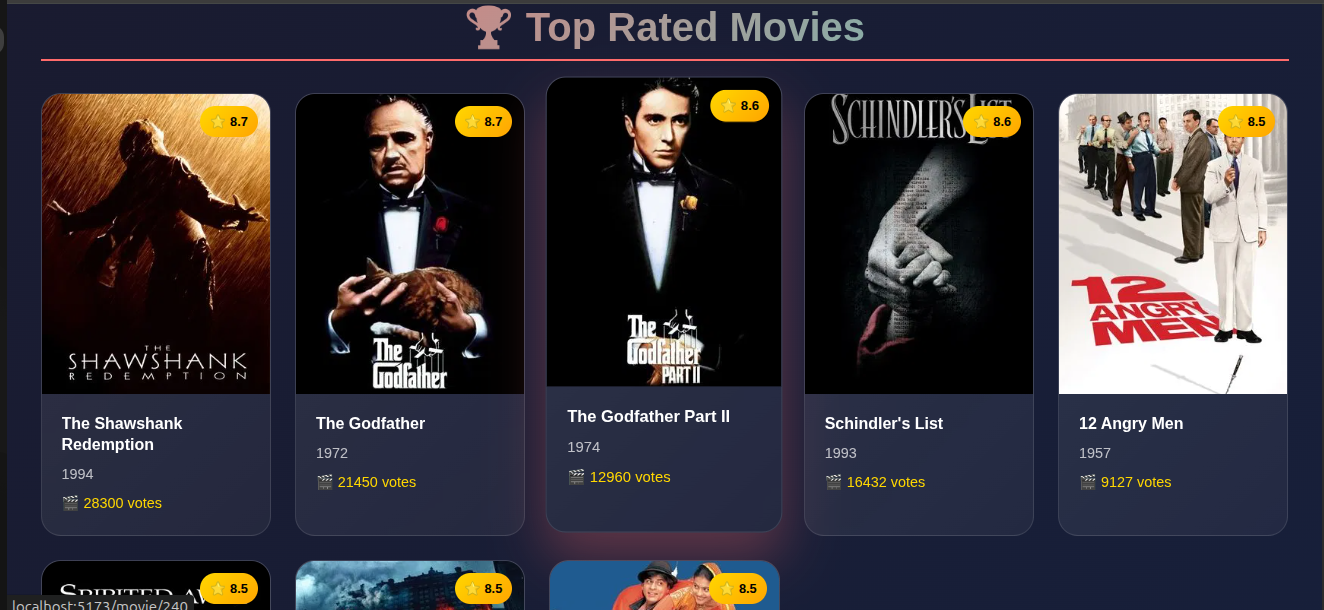 🏆 Top Rated Movies
⭐ 8.7
⭐ 8.7
⭐ 8.6
⭐ 8.6
⭐ 8.5
THE
SHAWSHANK
REDEMPTION
The
Godfather
The
Godfather
PART II
SCHINDLER'S
12
ANGRY
MEN
The Shawshank
Redemption
1994
🎬 28300 votes
The Godfather
1972
🎬 21450 votes
The Godfather Part II
1974
🎬 12960 votes
Schindler's List
1993
🎬 16432 votes
12 Angry Men
1957
🎬 9127 votes
SPIRITED
⭐ 8.5
⭐ 8.5
⭐ 8.5
localhost:5173/movie/240